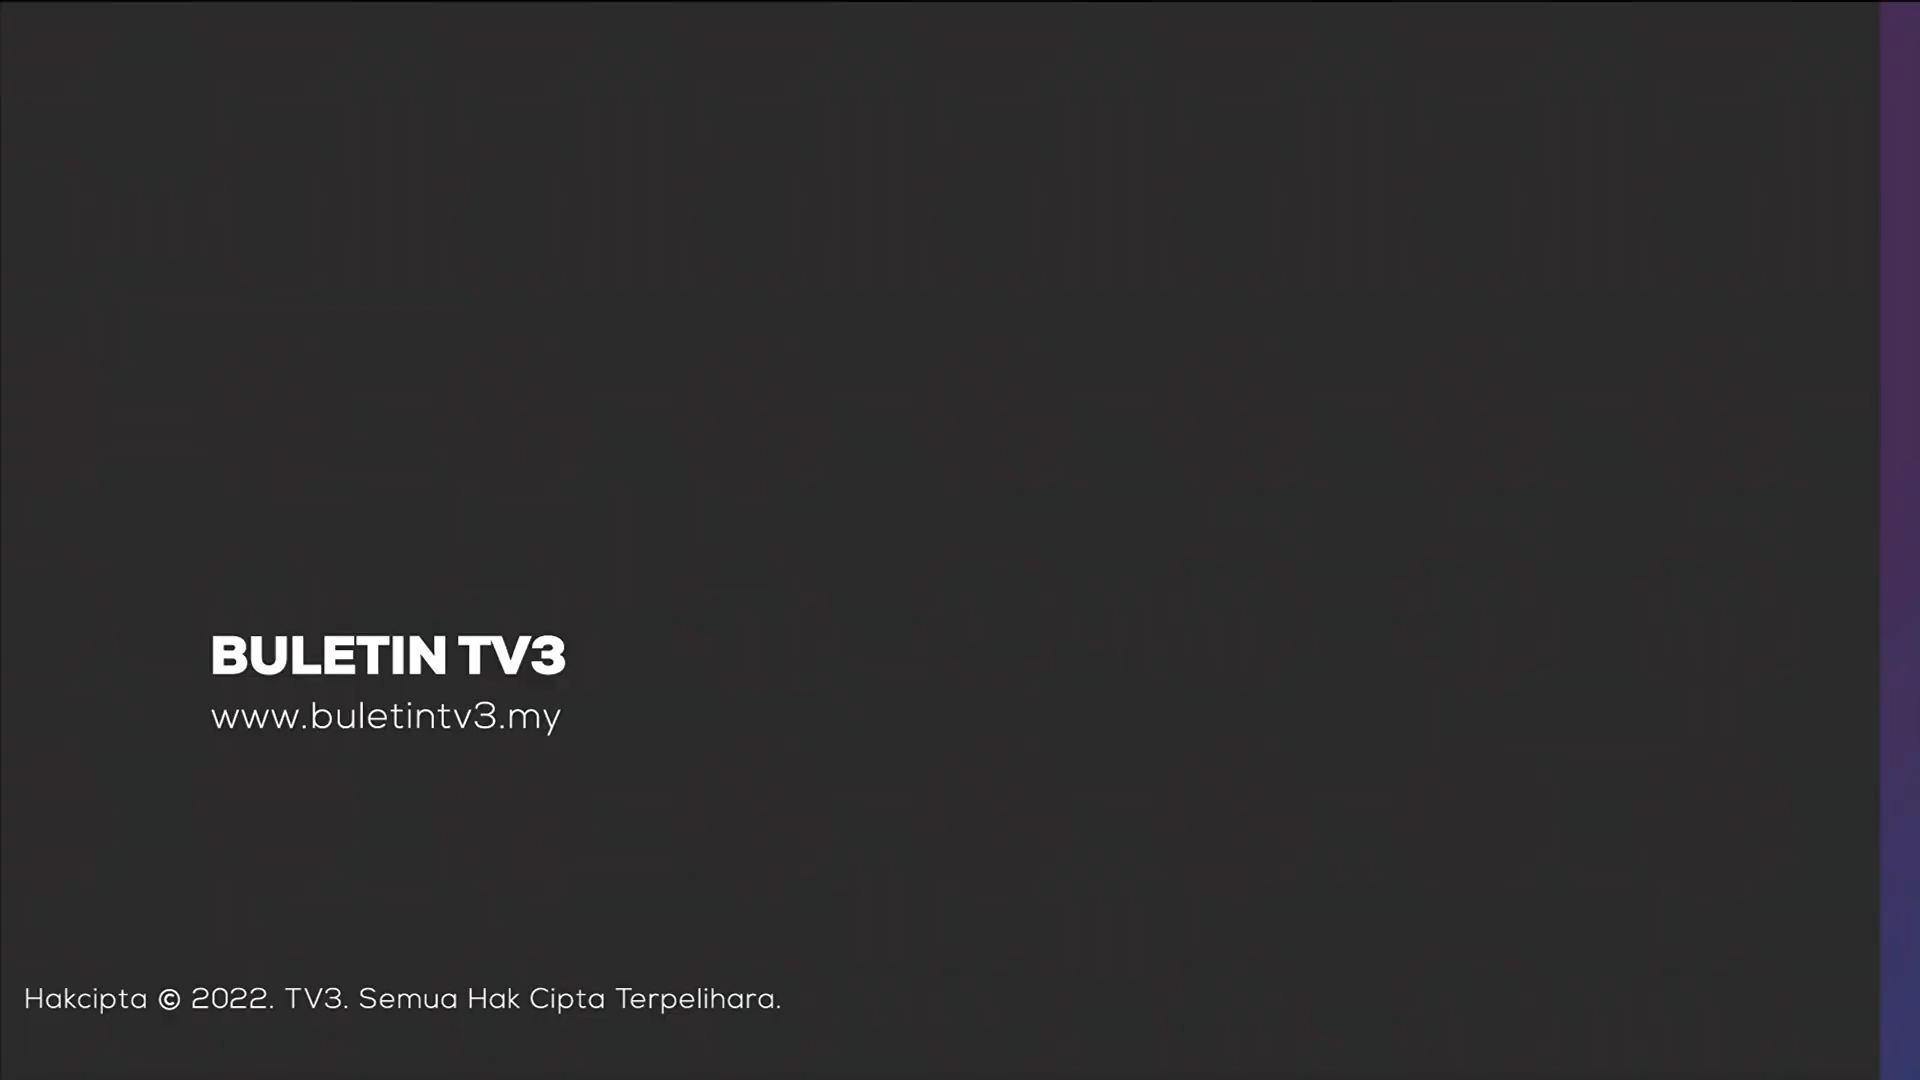 BULETIN TV3
www.buletintv3.my
Hakcipta © 2022. TV3. Semua Hak Cipta Terpelihara.